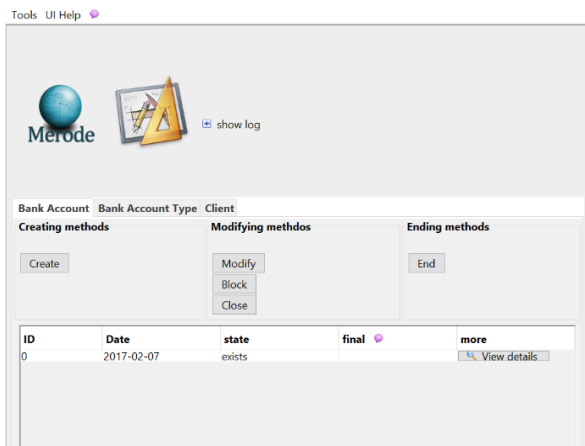 Tools UI Help
Merode
show log
Bank Account Bank Account Type Client
Creating methods Modifying methdos Ending methods
Create Modify End
Block
Close
ID Date state final more
0 2017-02-07 exists View details